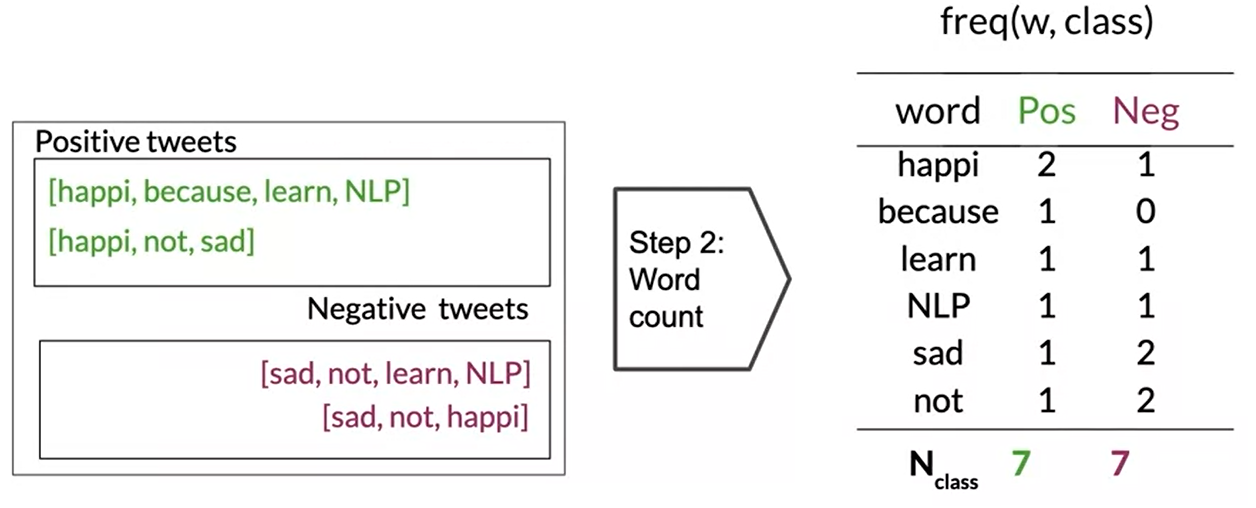 Positive tweets
[happi, because, learn, NLP]
[happi, not, sad]
Negative tweets
[sad, not, learn, NLP]
[sad, not, happi]
Step 2:
Word
count
freq(w, class)
word Pos Neg
happi 2 1
because 1 0
learn 1 1
NLP 1 1
sad 1 2
not 1 2
Nclass 7 7